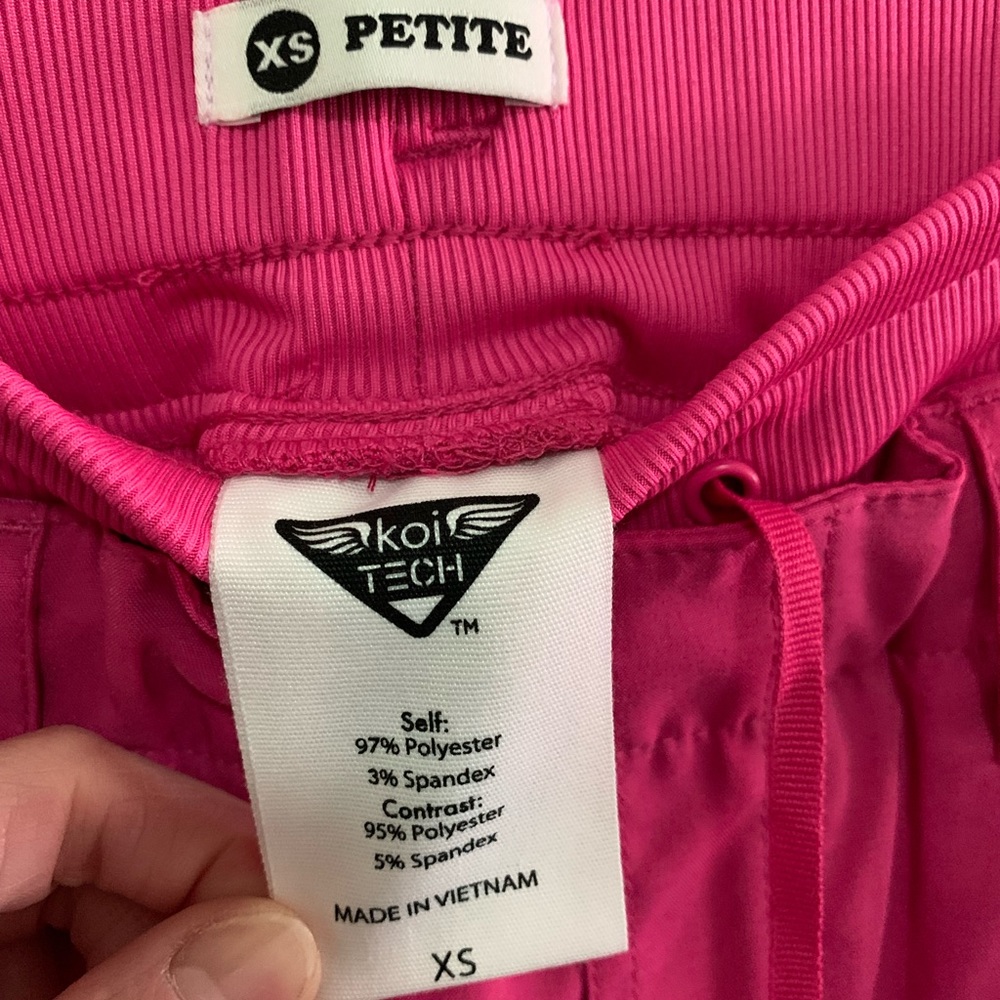 XS PETITE
koi
TECH
TM
Self:
97% Polyester
3% Spandex
Contrast:
95% Polyester
5% Spandex
MADE IN VIETNAM
XS